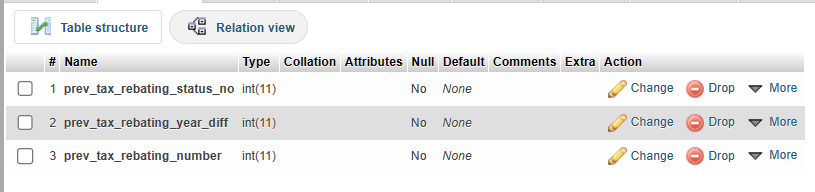 Table structure Relation view
# Name Type Collation Attributes Null Default Comments Extra Action
1 prev_tax_rebating_status_no int(11) No None Change Drop More
2 prev_tax_rebating_year_diff int(11) No None Change Drop More
3 prev_tax_rebating_number int(11) No None Change Drop More